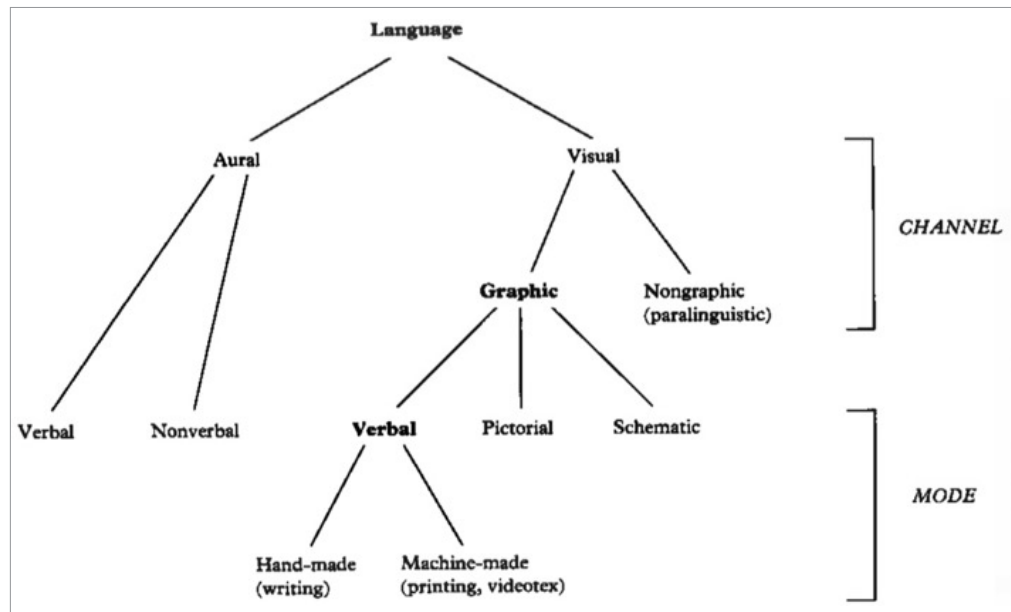 Language
Aural
Visual
CHANNEL
Graphic
Nongraphic
(paralinguistic)
Verbal
Nonverbal
Verbal
Pictorial
Schematic
MODE
Hand-made
(writing)
Machine-made
(printing, videotex)